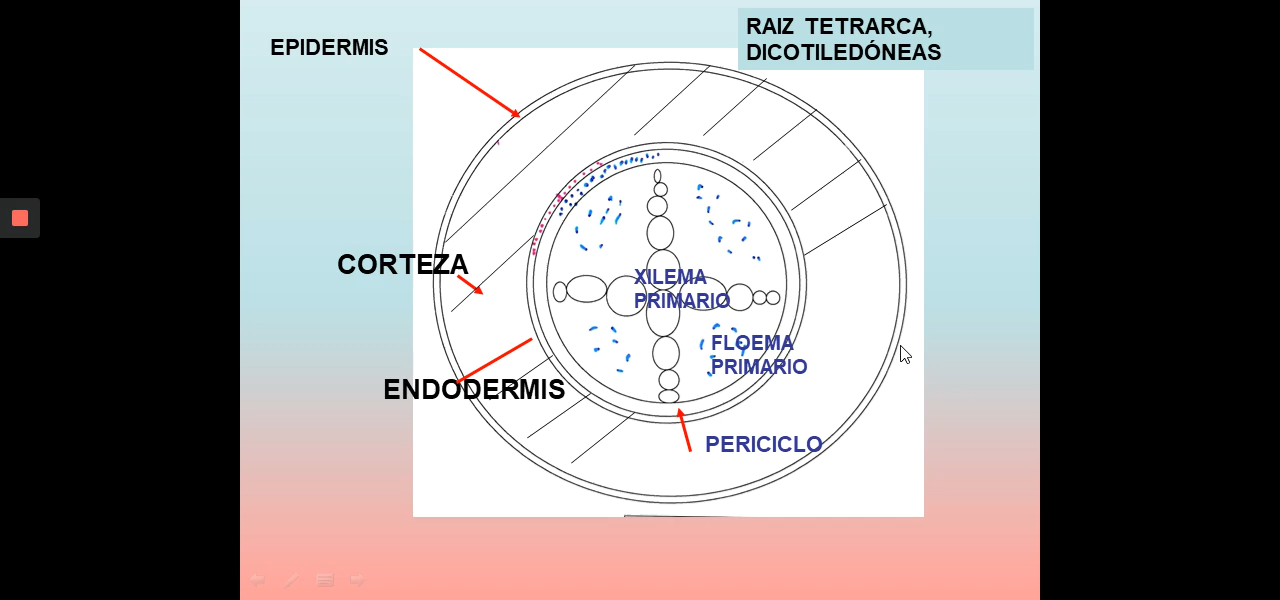 RAIZ TETRARCA,
DICOTILEDÓNEAS
EPIDERMIS
CORTEZA
XILEMA
PRIMARIO
FLOEMA
PRIMARIO
ENDODERMIS
PERICICLO